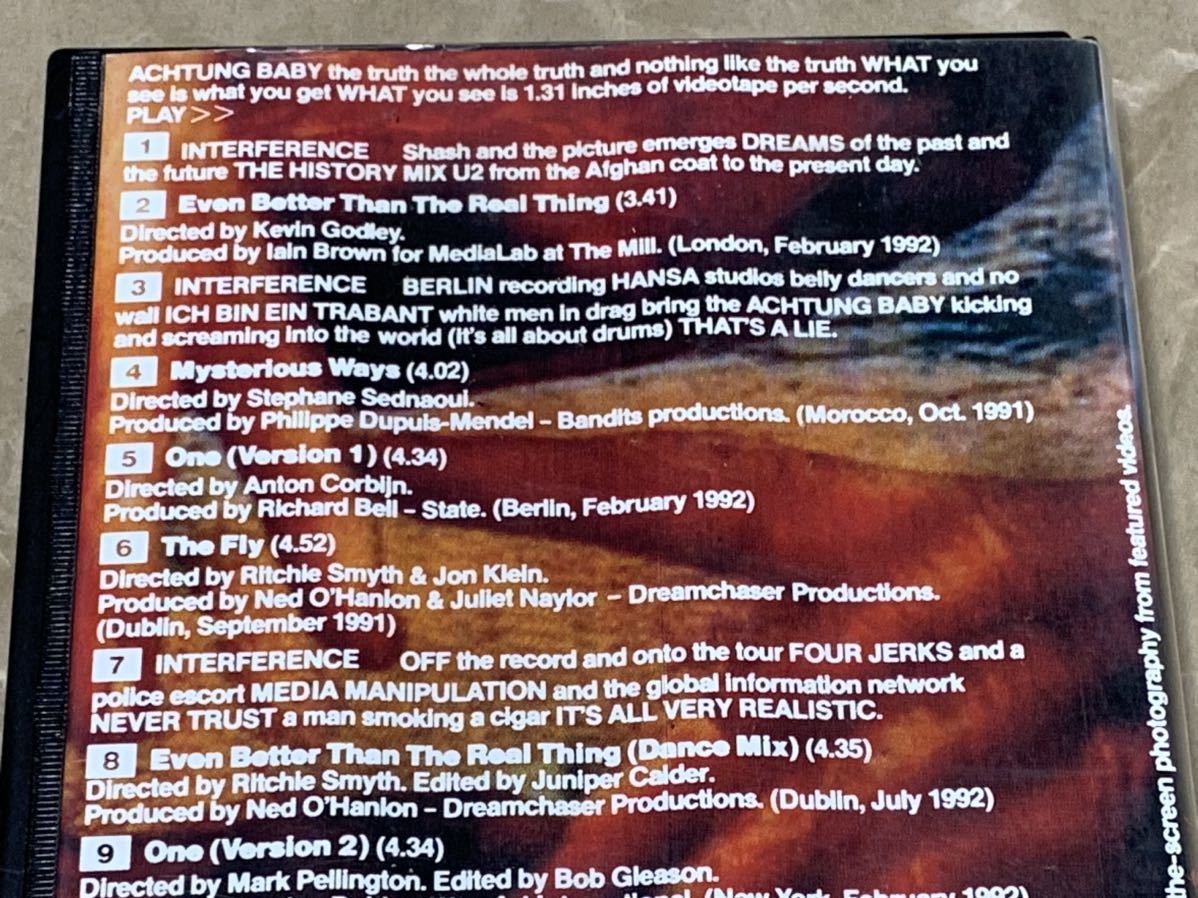 ACHTUNG BABY the truth the whole truth and nothing like the truth WHAT you
see is what you get WHAT you see is 1.31 inches of videotape per second.
PLAY>>
1 INTERFERENCE Shash and the picture emerges DREAMS of the past and
the future THE HISTORY MIX U2 from the Afghan coat to the present day.
2 Even Better Than The Real Thing (3.41)
Directed by Kevin Godley.
Produced by Iain Brown for MediaLab at The Mill. (London, February 1992)
3 INTERFERENCE BERLIN recording HANSA studios belly dancers and no
wall ICH BIN EIN TRABANT white men in drag bring the ACHTUNG BABY kicking
and screaming into the world (it's all about drums) THAT'S A LIE.
4 Mysterious Ways (4.02)
Directed by Stephane Sednaoui.
Produced by Philippe Dupuis-Mendel – Bandits productions. (Morocco, Oct. 1991)
5 One (Version 1) (4.34)
Directed by Anton Corbijn.
Produced by Richard Bell – State. (Berlin, February 1992)
6 The Fly (4.52)
Directed by Ritchie Smyth & Jon Klein.
Produced by Ned O'Hanlon & Juliet Naylor – Dreamchaser Productions.
(Dublin, September 1991)
7 INTERFERENCE OFF the record and onto the tour FOUR JERKS and a
police escort MEDIA MANIPULATION and the global information network
NEVER TRUST a man smoking a cigar IT'S ALL VERY REALISTIC.
8 Even Better Than The Real Thing (Dance Mix) (4.35)
Directed by Ritchie Smyth. Edited by Juniper Calder.
Produced by Ned O'Hanlon – Dreamchaser Productions. (Dublin, July 1992)
9 One (Version 2) (4.34)
Directed by Mark Pellington. Edited by Bob Gleason.
(New York, February 1992)
the-screen photography from featured videos.